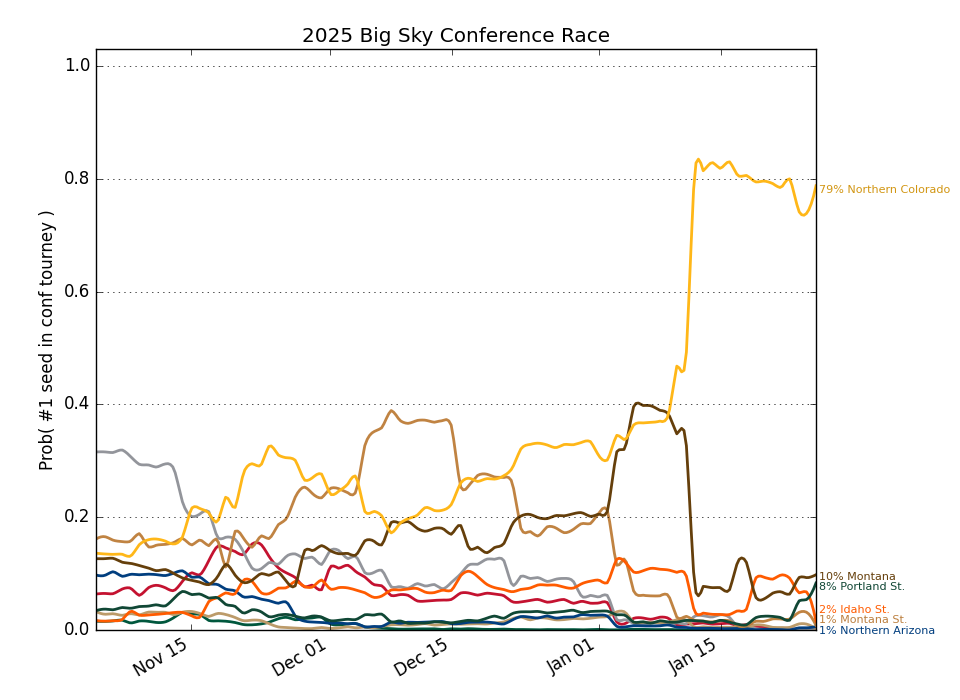 2025 Big Sky Conference Race
Prob( #1 seed in conf tourney )
1.0
0.8
0.6
0.4
0.2
0.0
Nov 15
Dec 01
Dec 15
Jan 01
Jan 15
79% Northern Colorado
10% Montana
8% Portland St.
2% Idaho St.
1% Montana St.
1% Northern Arizona